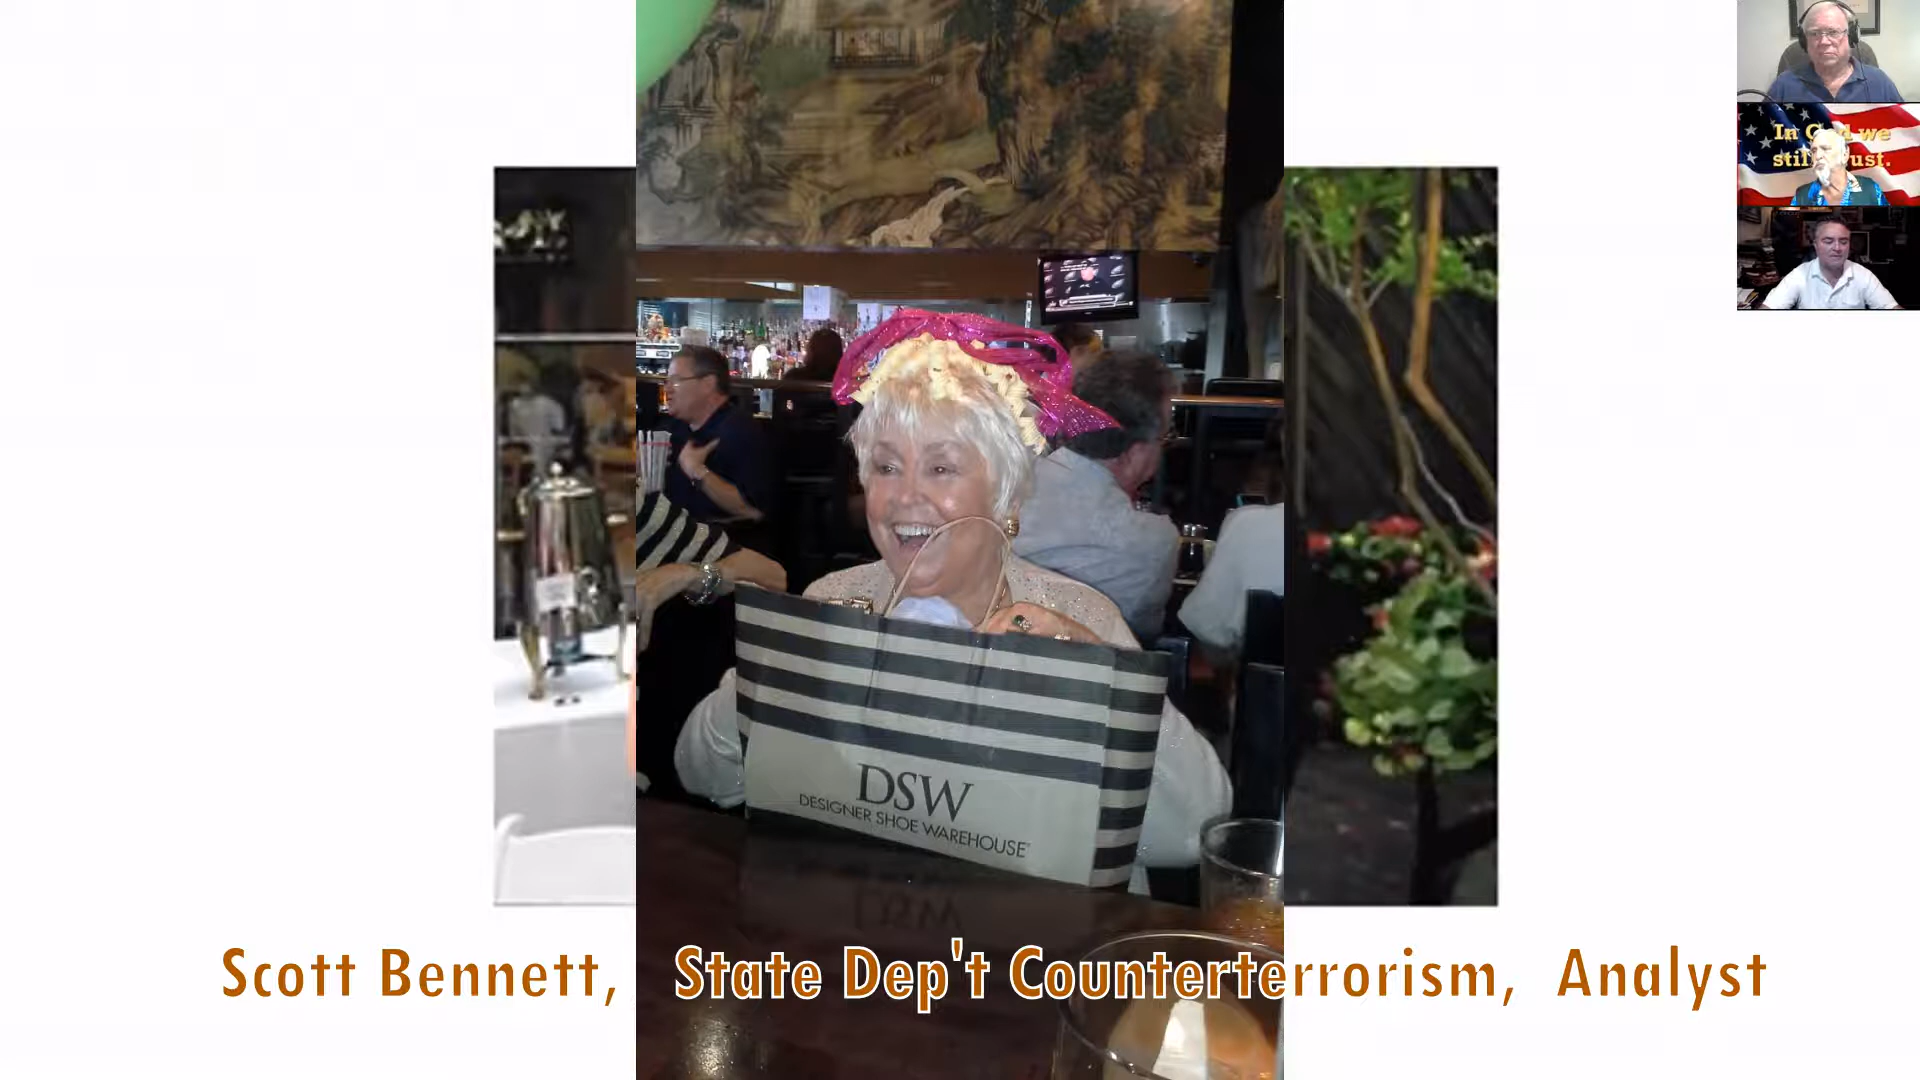 In God we
still trust.
DSW
DESIGNER SHOE WAREHOUSE
Scott Bennett, State Dep't Counterterrorism, Analyst